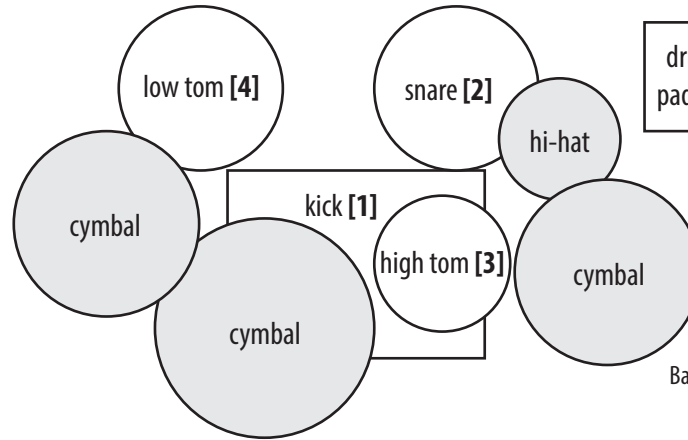 low tom [4]
snare [2]
hi-hat
kick [1]
cymbal
high tom [3]
cymbal
cymbal